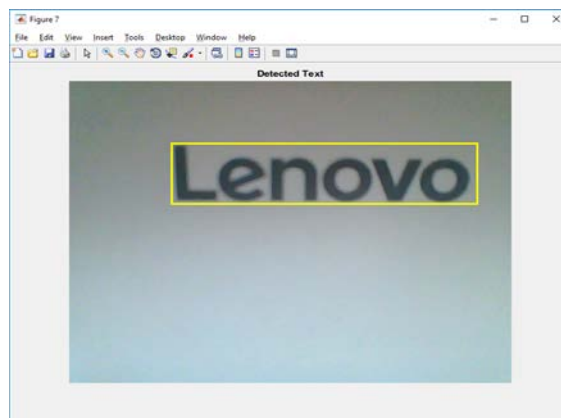 Figure 7
File Edit View Insert Tools Desktop Window Help
Detected Text
Lenovo